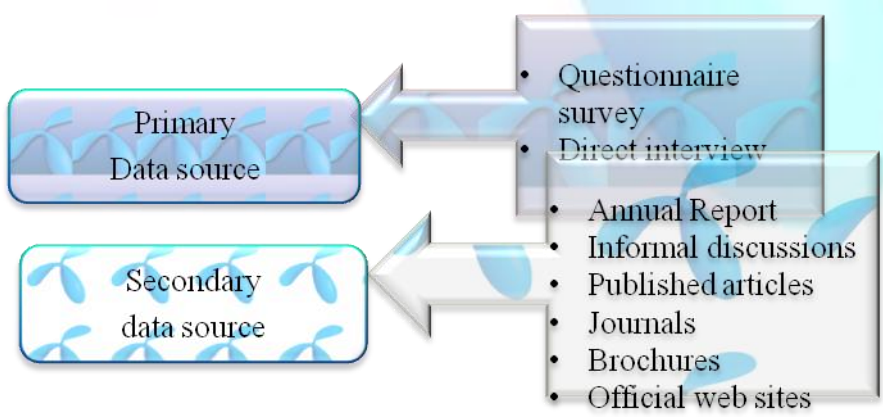 Primary
Data source
• Questionnaire
survey
• Direct interview
Secondary
data source
• Annual Report
• Informal discussions
• Published articles
• Journals
• Brochures
• Official web sites